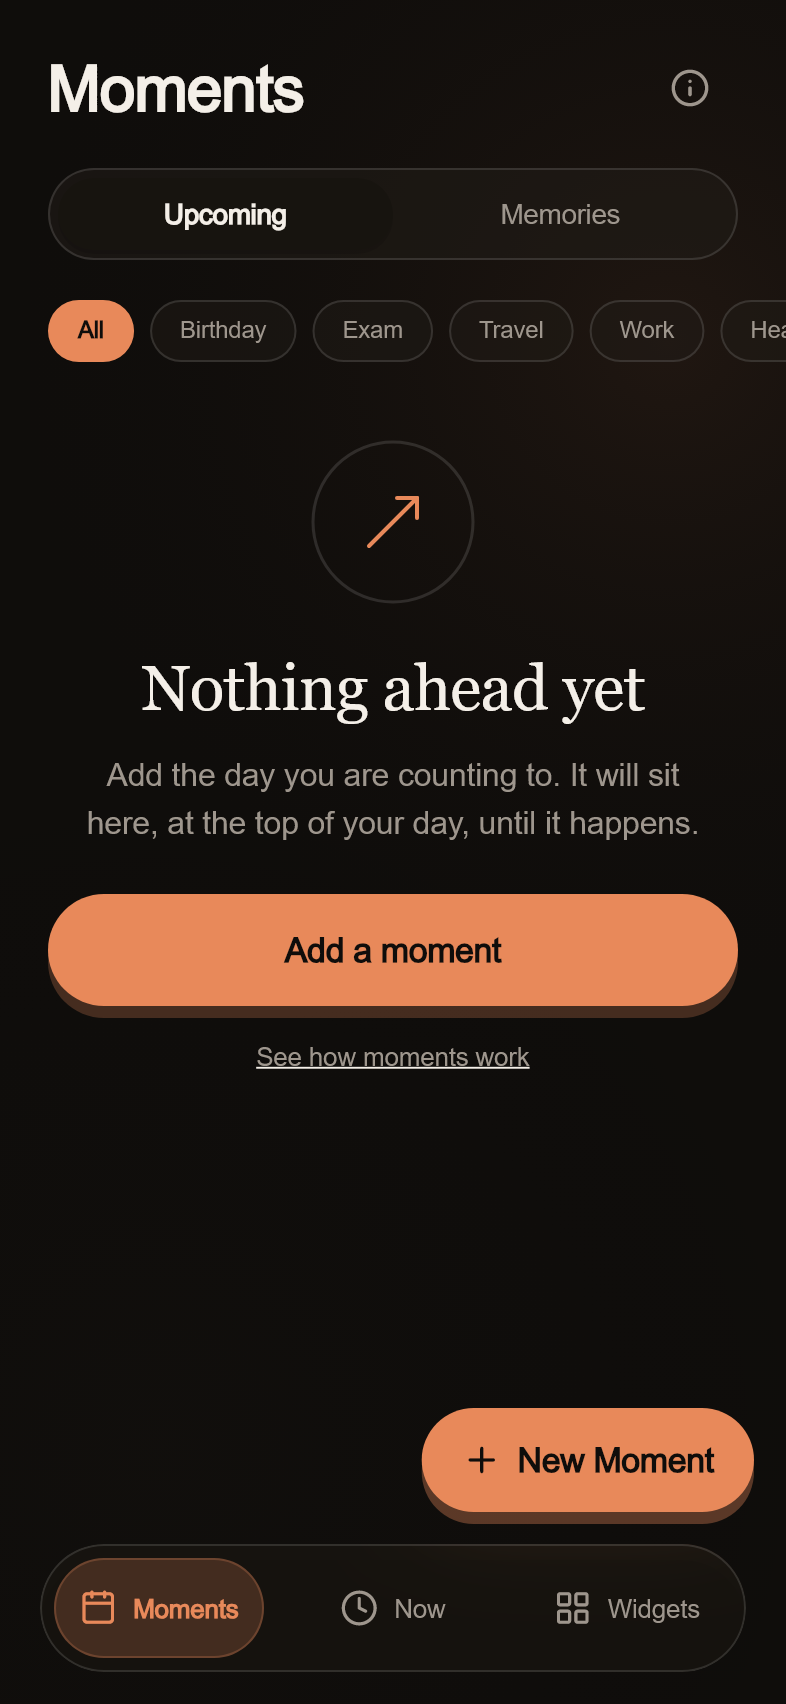 Moments
Upcoming
Memories
All
Birthday
Exam
Travel
Work
Hea
Nothing ahead yet
Add the day you are counting to. It will sit
here, at the top of your day, until it happens.
Add a moment
See how moments work
New Moment
Moments
Now
Widgets